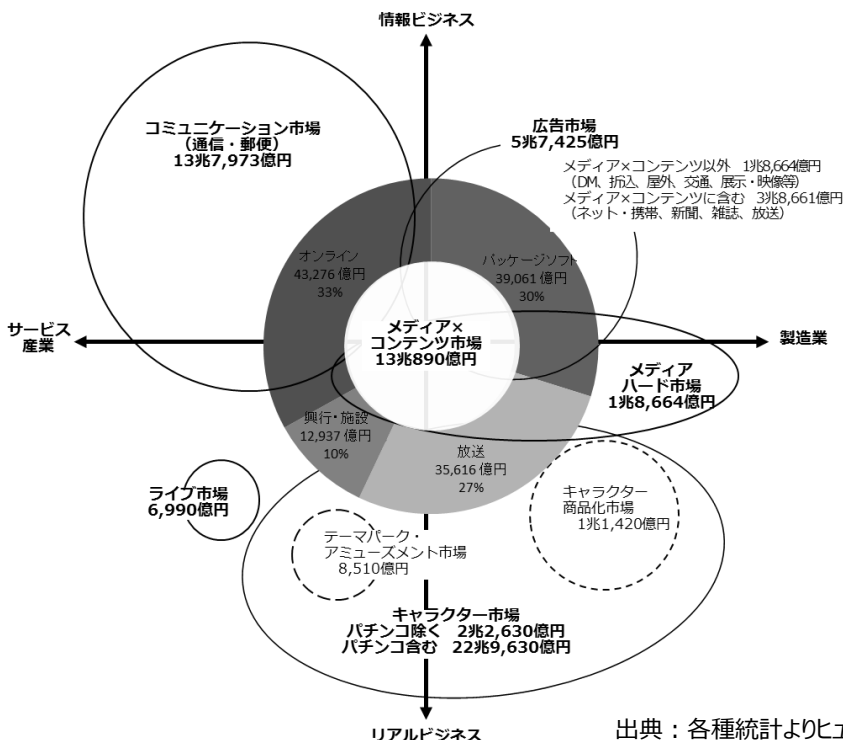 情報ビジネス
コミュニケーション市場
(通信・郵便)
13兆7,973億円
広告市場
5兆7,425億円
メディア×コンテンツ以外 1兆8,664億円
(DM、折込、屋外、交通、展示・映像等)
メディア×コンテンツに含む 3兆8,661億円
(ネット・携帯、新聞、雑誌、放送)
オンライン
43,276 億円
33%
パッケージソフト
39,061 億円
30%
サービス
産業
メディア×
コンテンツ市場
13兆890億円
製造業
メディア
ハード市場
1兆8,664億円
興行・施設
12,937 億円
10%
放送
35,616 億円
27%
ライブ市場
6,990億円
キャラクター
商品化市場
1兆1,420億円
テーマパーク・
アミューズメント市場
8,510億円
キャラクター市場
パチンコ除く 2兆2,630億円
パチンコ含む 22兆9,630億円
リアルビジネス
出典:各種統計よりヒュ